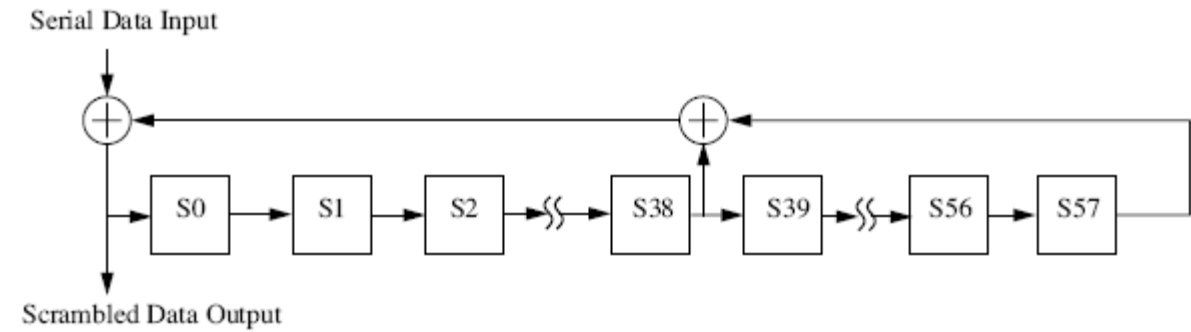 Serial Data Input
S0 S1 S2 S38 S39 S56 S57
Scrambled Data Output